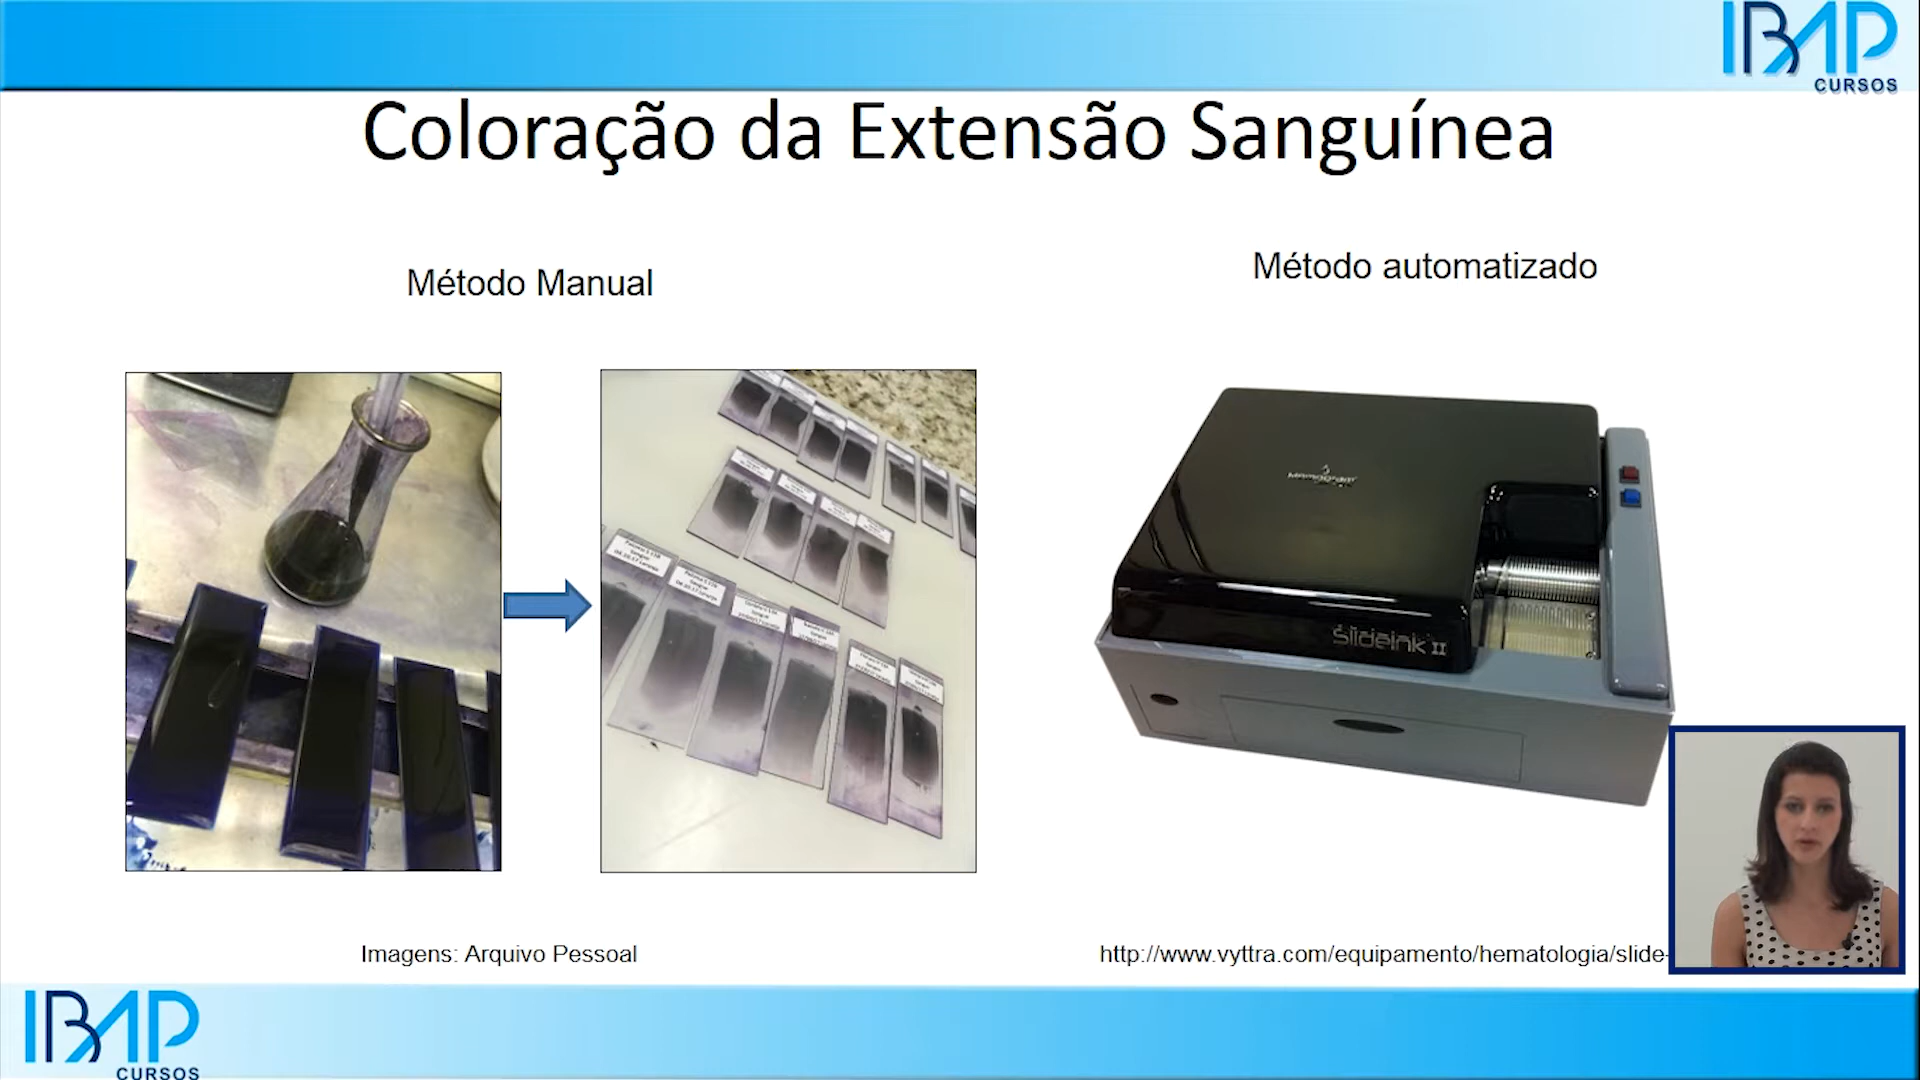 IBAP
CURSOS
Coloração da Extensão Sanguínea
Método Manual
Método automatizado
SlideInk II
Imagens: Arquivo Pessoal
http://www.vyttra.com/equipamento/hematologia/slide-
IBAP
CURSOS